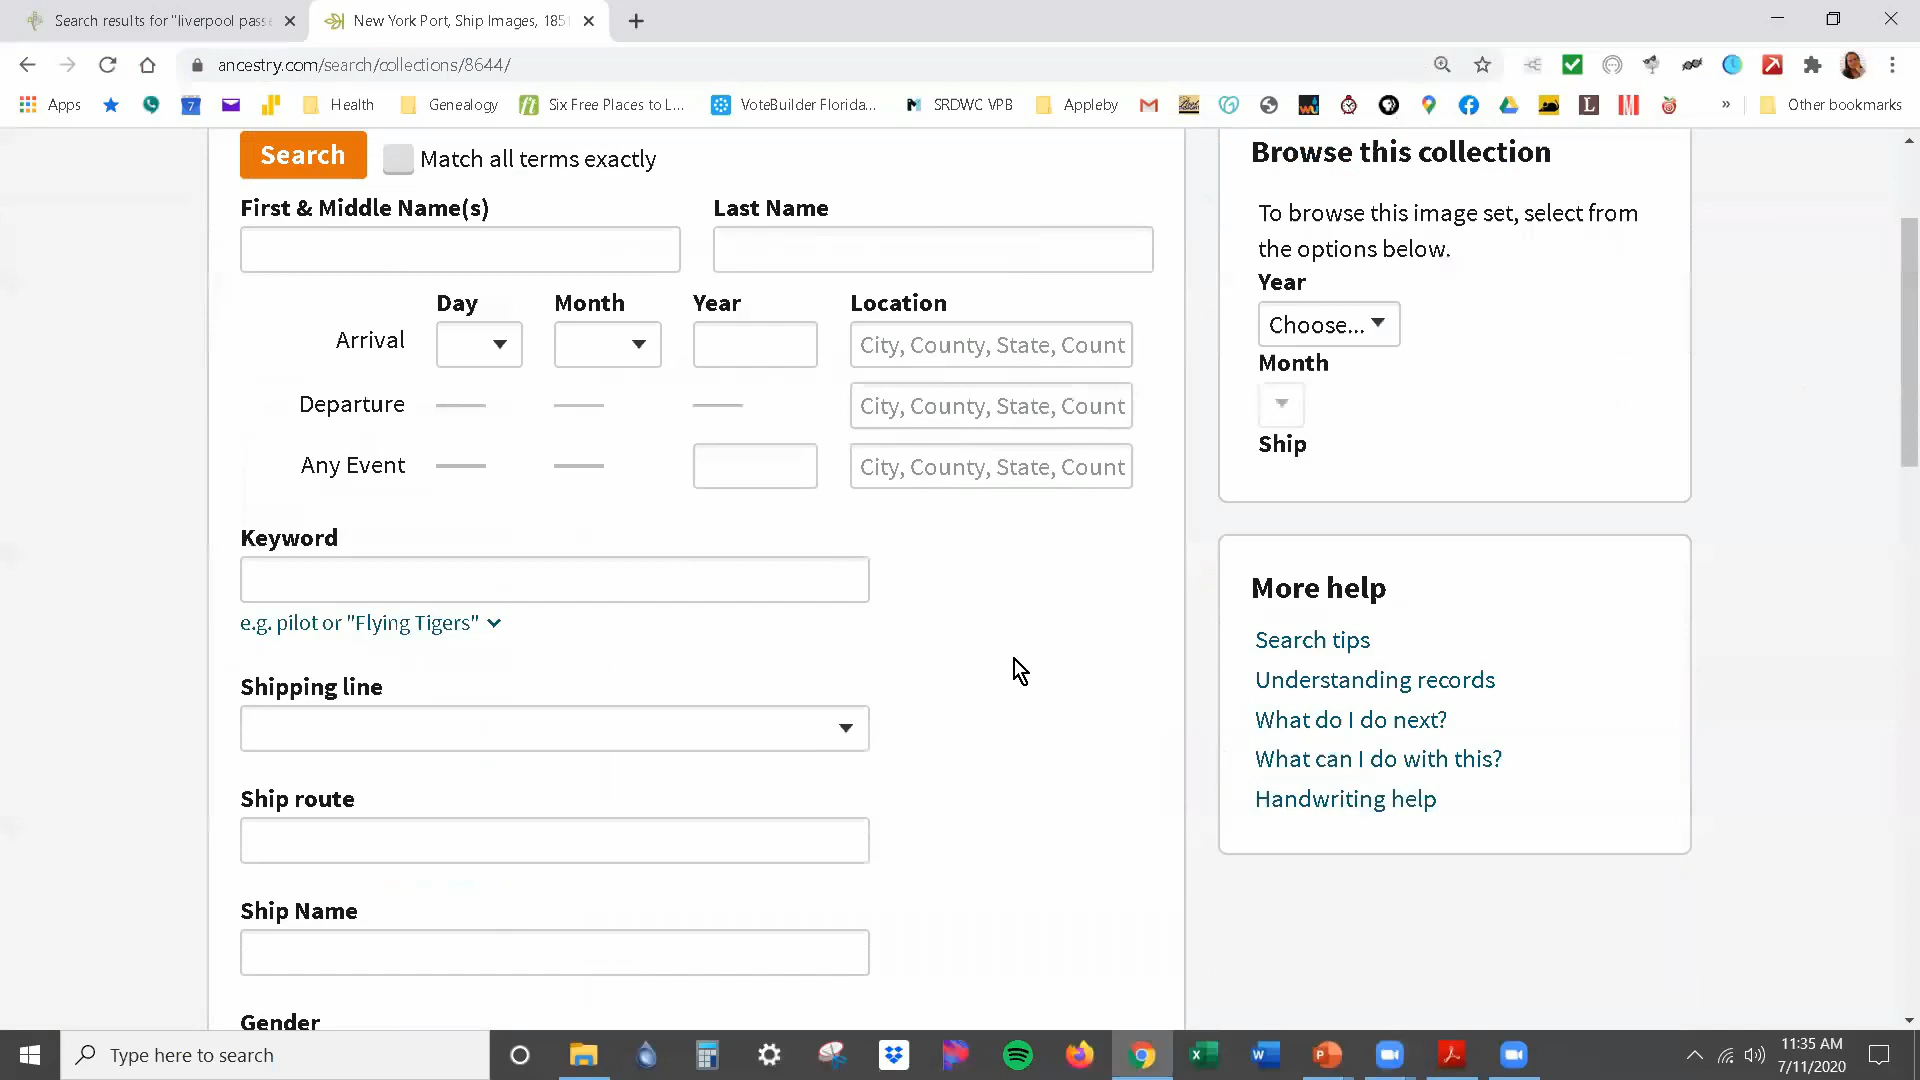 Search results for "liverpool pass
New York Port, Ship Images, 1851
ancestry.com/search/collections/8644/
Apps
7
Health
Genealogy
Six Free Places to L...
VoteBuilder Florida...
SRDWC VPB
Appleby
»
Other bookmarks
Search
Match all terms exactly
First & Middle Name(s)
Last Name
Day
Month
Year
Location
Arrival
City, County, State, Count
Departure
City, County, State, Count
Any Event
City, County, State, Count
Keyword
e.g. pilot or "Flying Tigers"
Shipping line
Ship route
Ship Name
Gender
Browse this collection
To browse this image set, select from
the options below.
Year
Choose...
Month
Ship
More help
Search tips
Understanding records
What do I do next?
What can I do with this?
Handwriting help
Type here to search
11:35 AM
7/11/2020